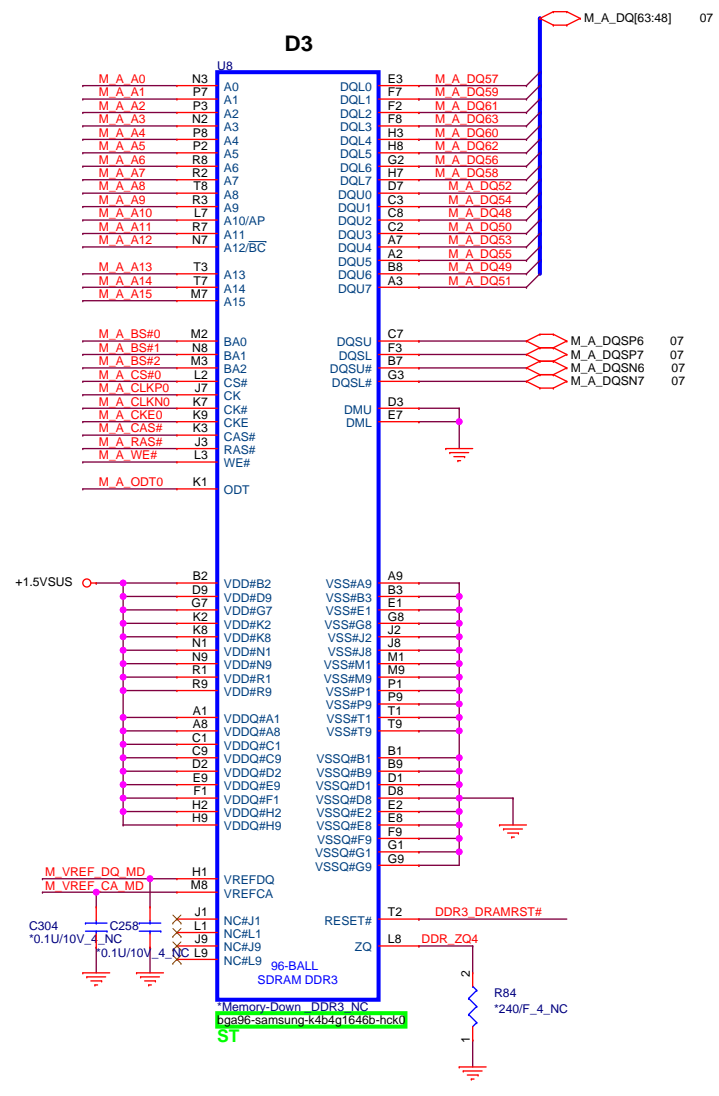 M_A_DQ[63:48] 07
D3
U8
M_A_A0 N3 A0 DQL0 E3 M_A_DQ57
M_A_A1 P7 A1 DQL1 F7 M_A_DQ59
M_A_A2 P3 A2 DQL2 F2 M_A_DQ61
M_A_A3 N2 A3 DQL3 F8 M_A_DQ63
M_A_A4 P8 A4 DQL4 H3 M_A_DQ60
M_A_A5 P2 A5 DQL5 H8 M_A_DQ62
M_A_A6 R8 A6 DQL6 G2 M_A_DQ56
M_A_A7 R2 A7 DQL7 H7 M_A_DQ58
M_A_A8 T8 A8 DQU0 D7 M_A_DQ52
M_A_A9 R3 A9 DQU1 C3 M_A_DQ54
M_A_A10 L7 A10/AP DQU2 C8 M_A_DQ48
M_A_A11 R7 A11 DQU3 C2 M_A_DQ50
M_A_A12 N7 A12/BC DQU4 A7 M_A_DQ53
DQU5 A2 M_A_DQ55
M_A_A13 T3 A13 DQU6 B8 M_A_DQ49
M_A_A14 T7 A14 DQU7 A3 M_A_DQ51
M_A_A15 M7 A15
M_A_BS#0 M2 BA0 DQSU C7 M_A_DQSP6 07
M_A_BS#1 N8 BA1 DQSL F3 M_A_DQSP7 07
M_A_BS#2 M3 BA2 DQSU# B7 M_A_DQSN6 07
M_A_CS#0 L2 CS# DQSL# G3 M_A_DQSN7 07
M_A_CLKP0 J7 CK
M_A_CLKN0 K7 CK# DMU D3
M_A_CKE0 K9 CKE DML E7
M_A_CAS# K3 CAS#
M_A_RAS# J3 RAS#
M_A_WE# L3 WE#
M_A_ODT0 K1 ODT
+1.5VSUS B2 VDD#B2 VSS#A9 A9
D9 VDD#D9 VSS#B3 B3
G7 VDD#G7 VSS#E1 E1
K2 VDD#K2 VSS#G8 G8
K8 VDD#K8 VSS#J2 J2
N1 VDD#N1 VSS#J8 J8
N9 VDD#N9 VSS#M1 M1
R1 VDD#R1 VSS#M9 M9
R9 VDD#R9 VSS#P1 P1
VSS#P9 P9
A1 VDDQ#A1 VSS#T1 T1
A8 VDDQ#A8 VSS#T9 T9
C1 VDDQ#C1
C9 VDDQ#C9 VSSQ#B1 B1
D2 VDDQ#D2 VSSQ#B9 B9
E9 VDDQ#E9 VSSQ#D1 D1
F1 VDDQ#F1 VSSQ#D8 D8
H2 VDDQ#H2 VSSQ#E2 E2
H9 VDDQ#H9 VSSQ#E8 E8
VSSQ#F9 F9
VSSQ#G1 G1
VSSQ#G9 G9
M_VREF_DQ_MD H1 VREFDQ
M_VREF_CA_MD M8 VREFCA
J1 NC#J1 RESET# T2 DDR3_DRAMRST#
C304 C258 L1 NC#L1
*0.1U/10V_4_NC J9 NC#J9 ZQ L8 DDR_ZQ4
*0.1U/10V_4_NC L9 NC#L9
96-BALL
SDRAM DDR3
2
R84
*240/F_4_NC
1
*Memory-Down_DDR3_NC
bga96-samsung-k4b4g1646b-hck0
ST